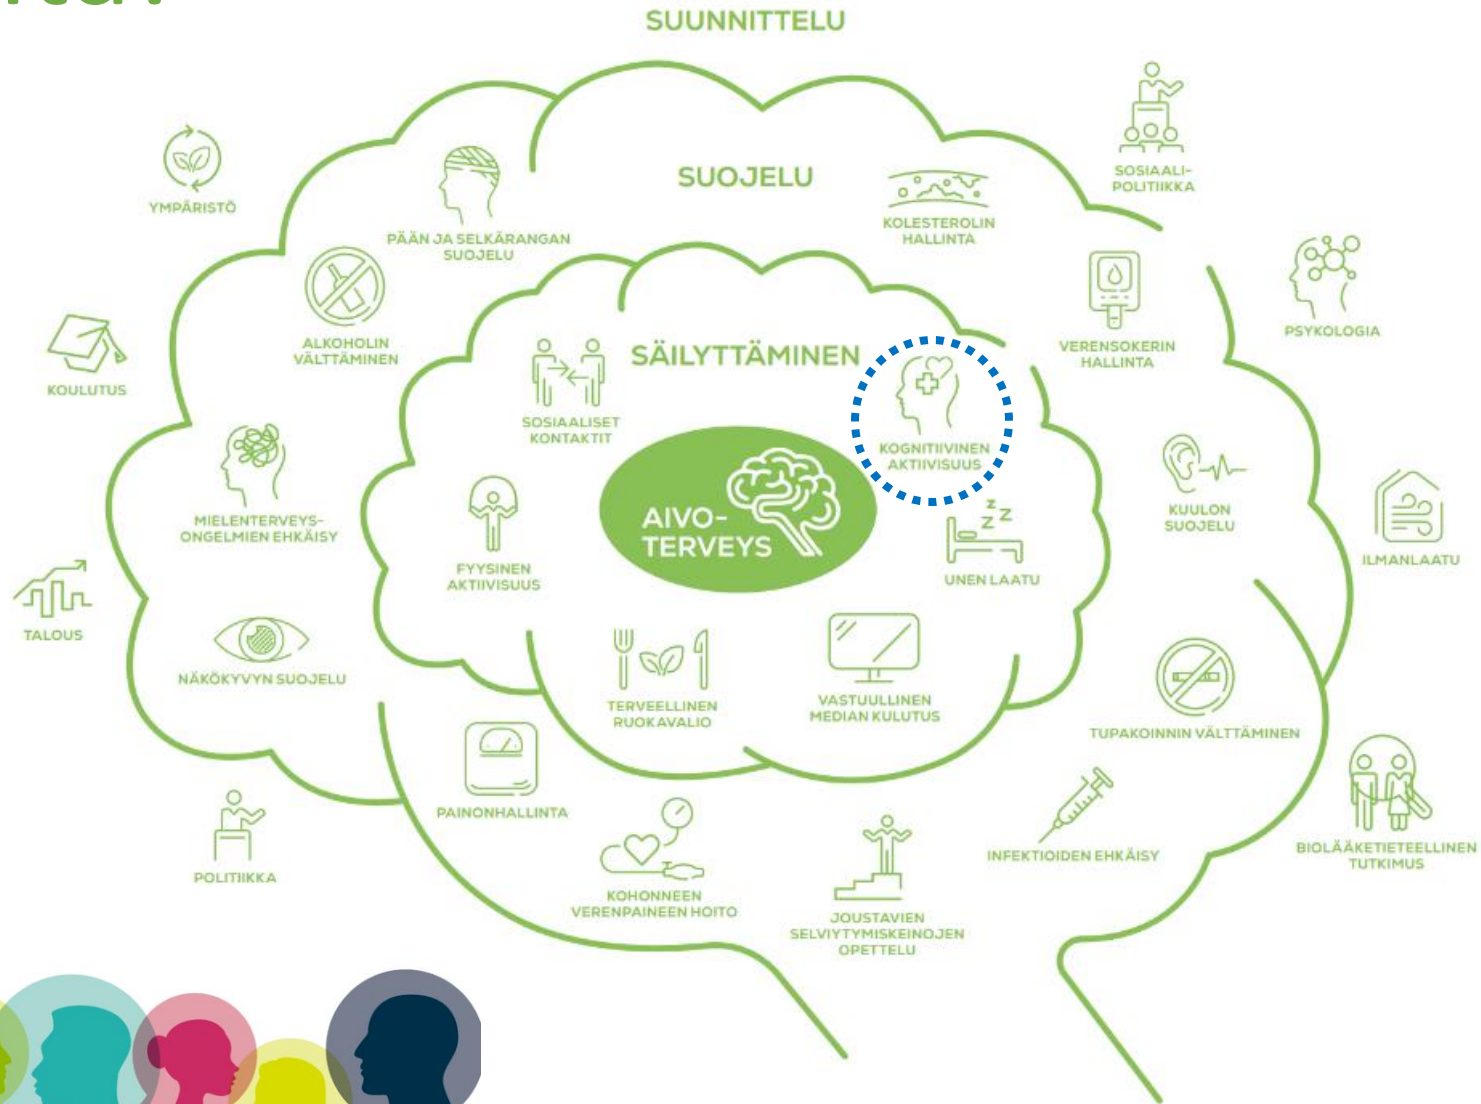 SUUNNITTELU
SUOJELU
SÄILYTTÄMINEN
AIVO-
TERVEYS
SOSIAALISET
KONTAKTIT
KOGNITIIVINEN
AKTIIVISUUS
FYYSINEN
AKTIIVISUUS
UNEN LAATU
TERVEELLINEN
RUOKAVALIO
VASTUULLINEN
MEDIAN KULUTUS
PÄÄN JA SELKÄRANGAN
SUOJELU
KOLESTEROLIN
HALLINTA
ALKOHOLIN
VÄLTTÄMINEN
VERENSOKERIN
HALLINTA
MIELENTERVEYS-
ONGELMIEN EHKÄISY
KUULON
SUOJELU
NÄKÖKYVYN SUOJELU
TUPAKOINNIN VÄLTTÄMINEN
PAINONHALLINTA
INFEKTIOIDEN EHKÄISY
KOHONNEEN
VERENPAINEEN HOITO
JOUSTAVIEN
SELVIYTYMISKEINOJEN
OPETTELU
YMPÄRISTÖ
SOSIAALI-
POLITIIKKA
KOULUTUS
PSYKOLOGIA
TALOUS
ILMANLAATU
POLITIIKKA
BIOLÄÄKETIETEELLINEN
TUTKIMUS
Z Z Z